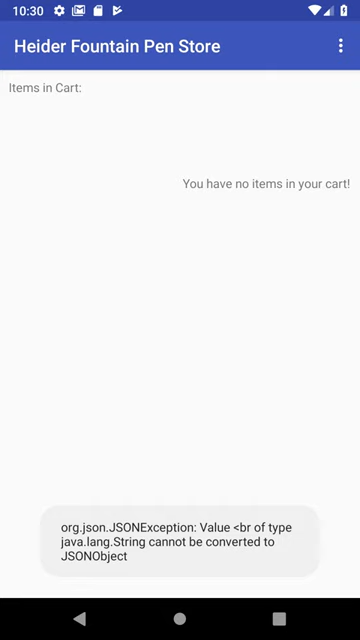 10:30
Heider Fountain Pen Store
Items in Cart:
You have no items in your cart!
org.json.JSONException: Value <br of type
java.lang.String cannot be converted to
JSONObject